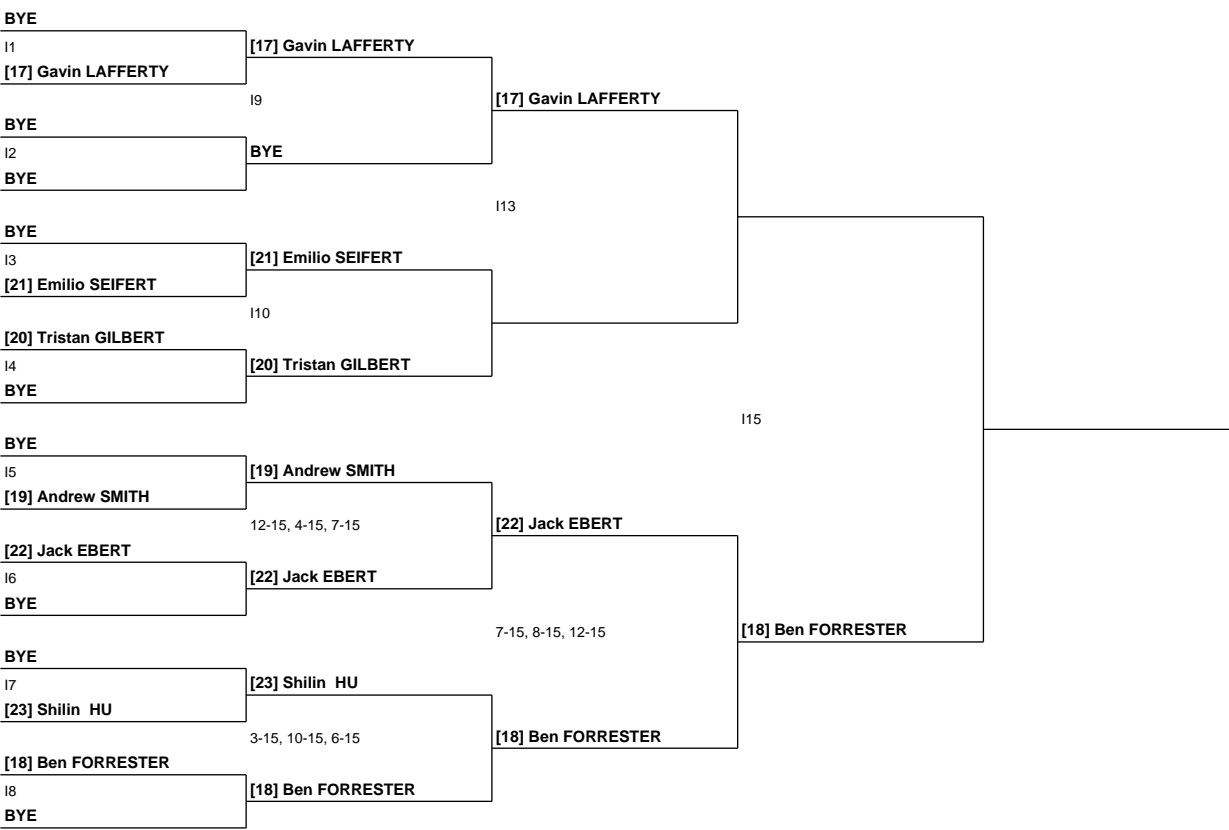 BYE
I1
[17] Gavin LAFFERTY
BYE
I2
BYE
BYE
I3
[21] Emilio SEIFERT
[20] Tristan GILBERT
I4
BYE
BYE
I5
[19] Andrew SMITH
[22] Jack EBERT
I6
BYE
BYE
I7
[23] Shilin  HU
[18] Ben FORRESTER
I8
BYE
[17] Gavin LAFFERTY
I9
BYE
[21] Emilio SEIFERT
I10
[20] Tristan GILBERT
[19] Andrew SMITH
12-15, 4-15, 7-15
[22] Jack EBERT
[23] Shilin  HU
3-15, 10-15, 6-15
[18] Ben FORRESTER
[17] Gavin LAFFERTY
I13
[22] Jack EBERT
7-15, 8-15, 12-15
[18] Ben FORRESTER
I15
[18] Ben FORRESTER